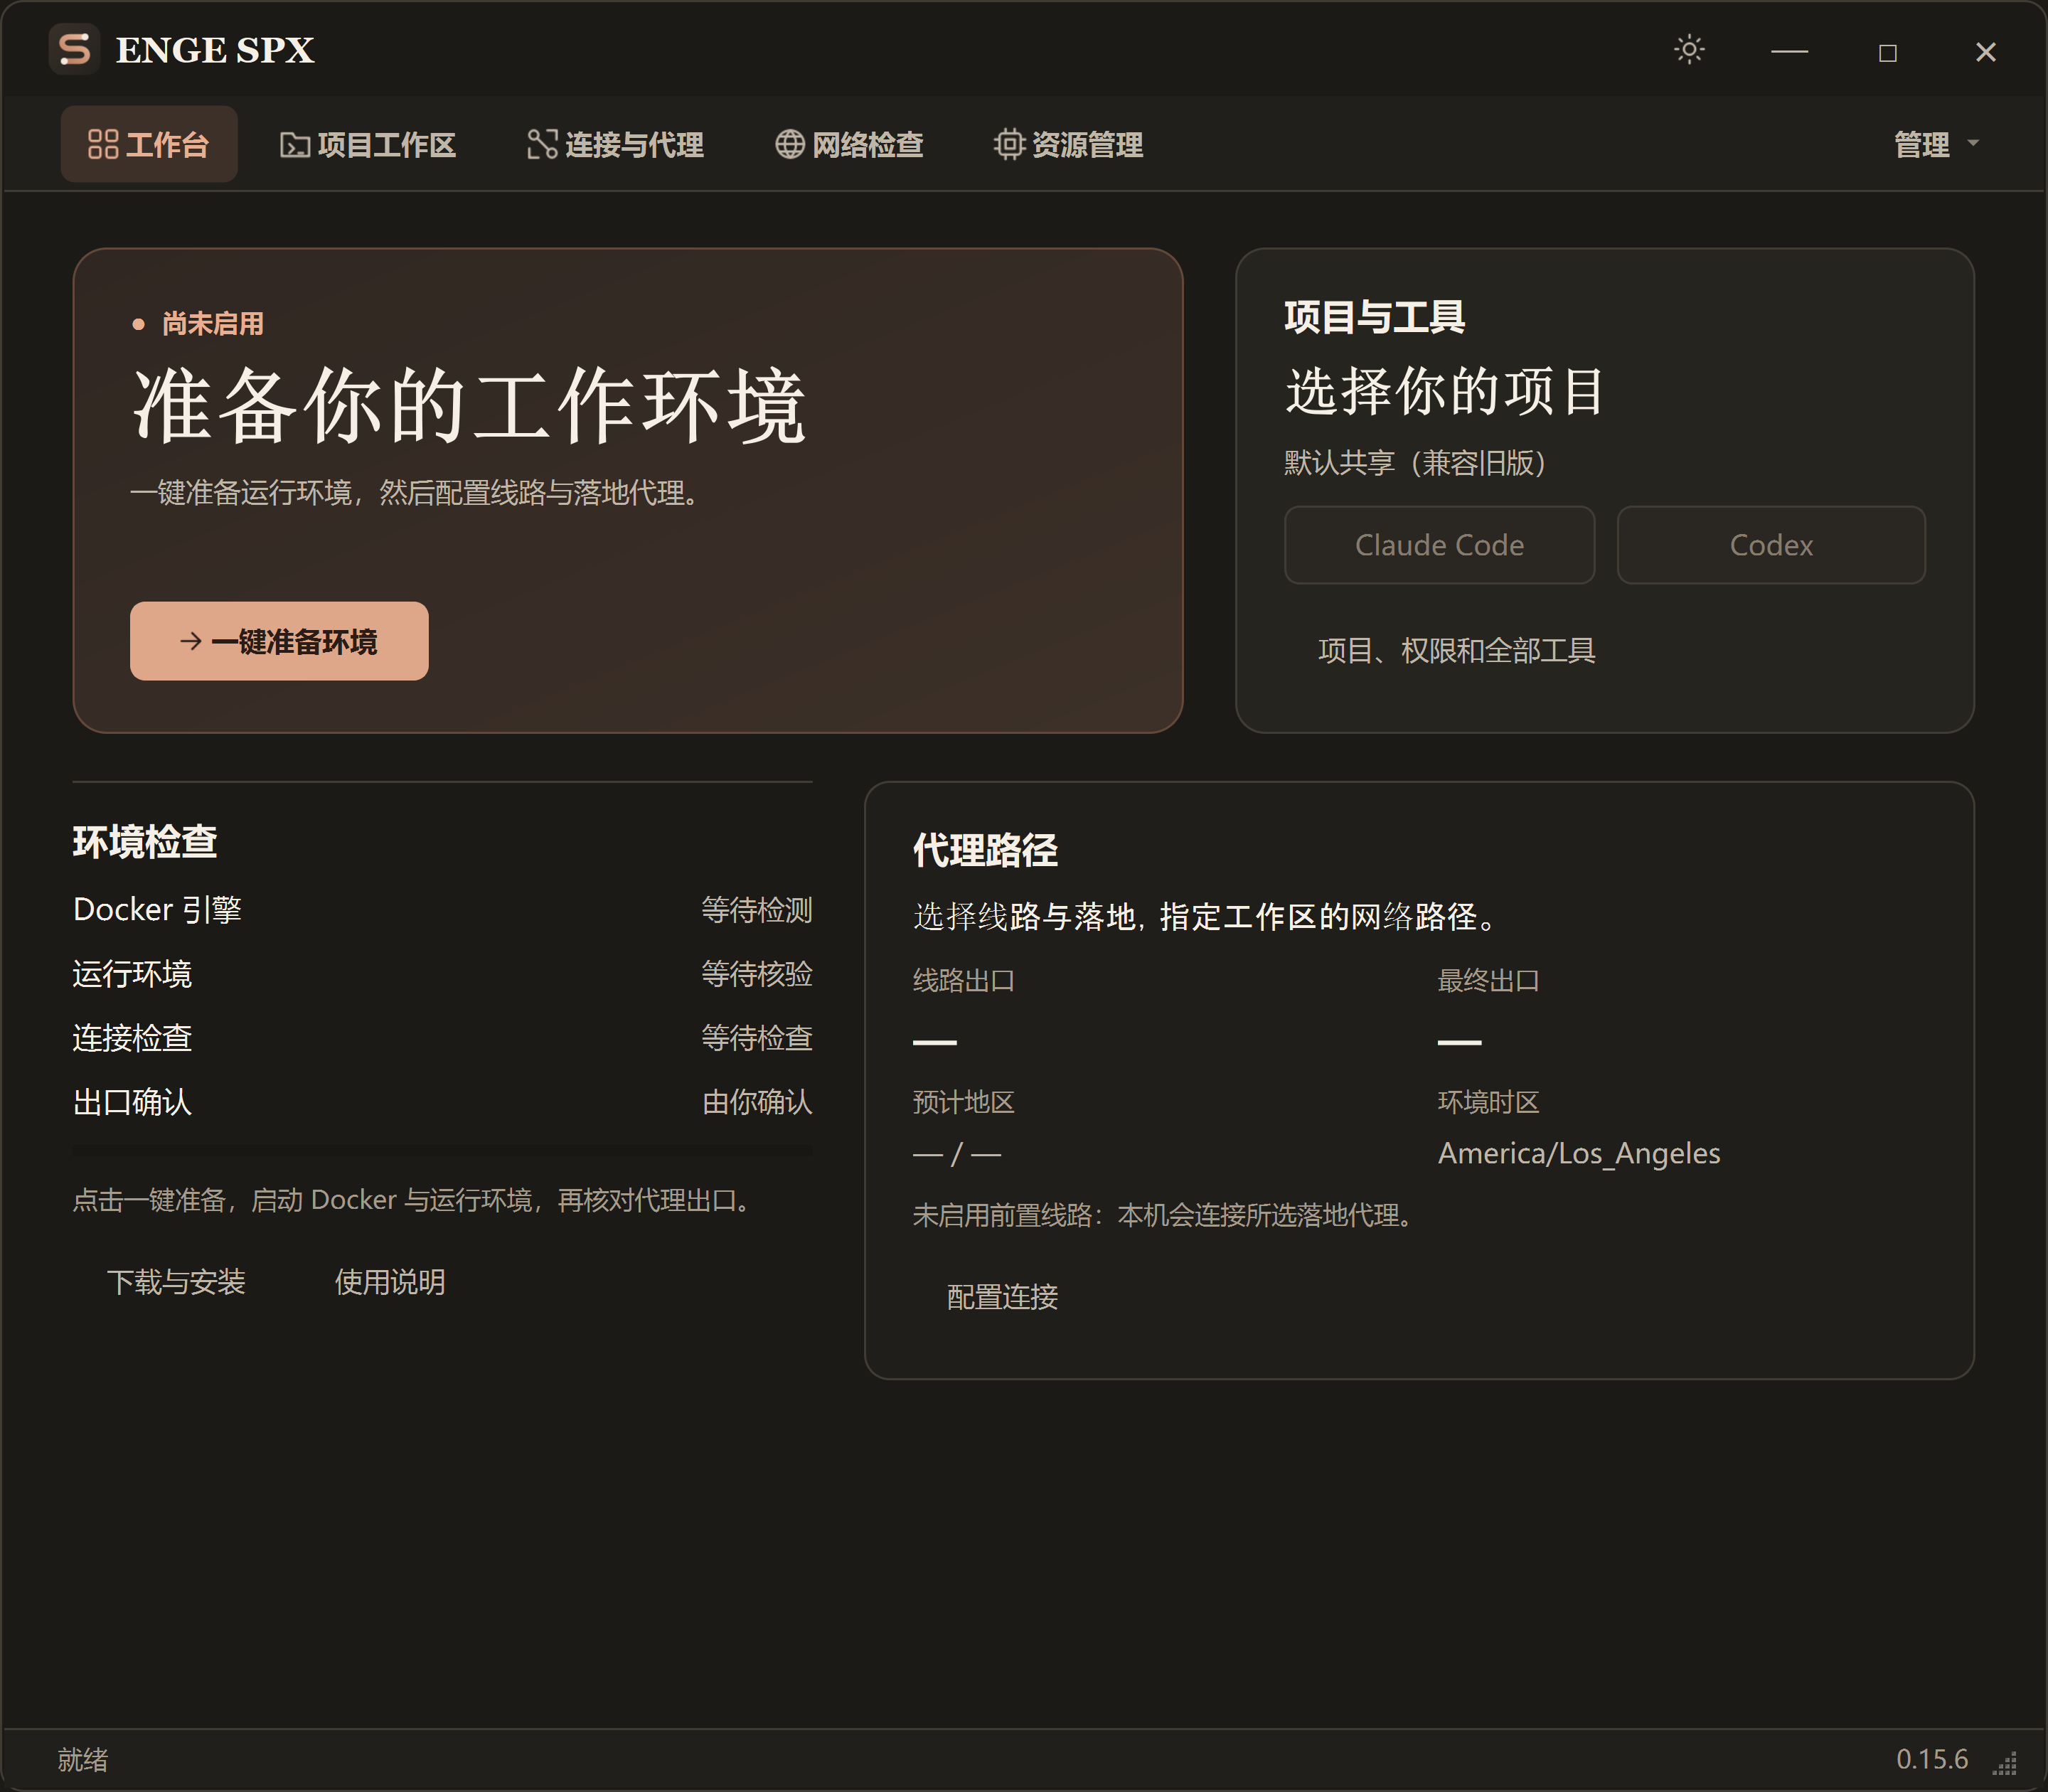 ENGE SPX
工作台
项目工作区
连接与代理
网络检查
资源管理
管理
尚未启用
准备你的工作环境
一键准备运行环境，然后配置线路与落地代理。
→ 一键准备环境
项目与工具
选择你的项目
默认共享（兼容旧版）
Claude Code
Codex
项目、权限和全部工具
环境检查
Docker 引擎 等待检测
运行环境 等待核验
连接检查 等待检查
出口确认 由你确认
点击一键准备，启动 Docker 与运行环境，再核对代理出口。
下载与安装 使用说明
代理路径
选择线路与落地，指定工作区的网络路径。
线路出口 最终出口
— —
预计地区 环境时区
— / — America/Los_Angeles
未启用前置线路：本机会连接所选落地代理。
配置连接
就绪
0.15.6